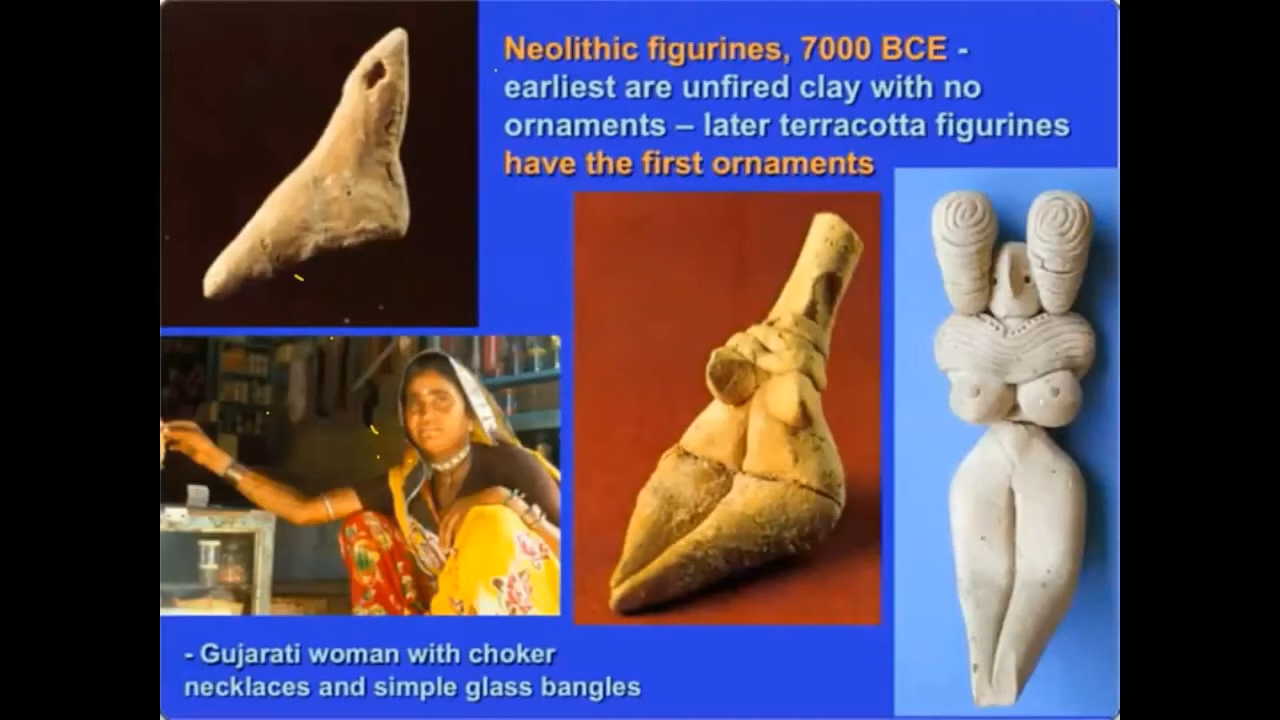 Neolithic figurines, 7000 BCE -
earliest are unfired clay with no
ornaments – later terracotta figurines
have the first ornaments
- Gujarati woman with choker
necklaces and simple glass bangles